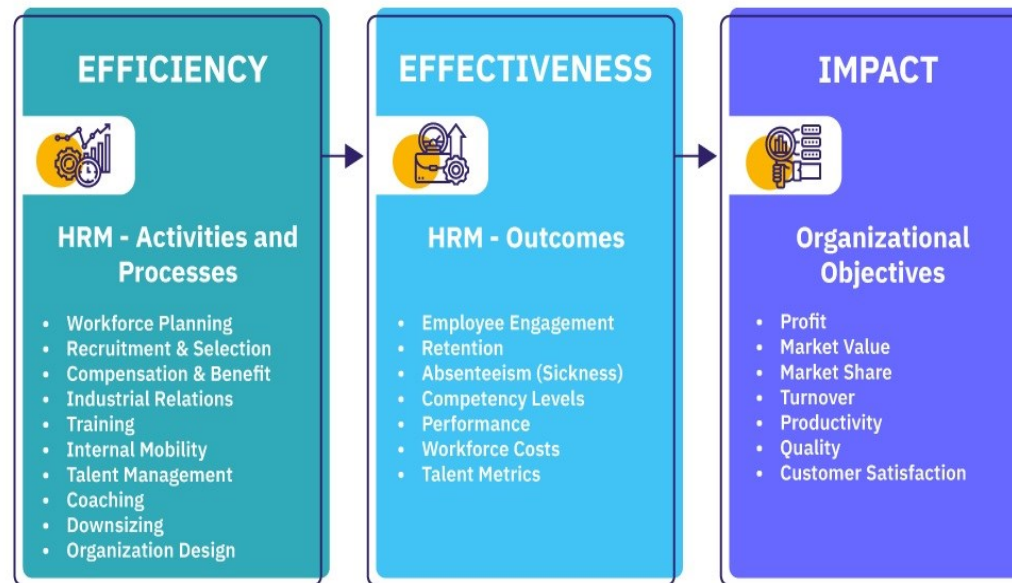 EFFICIENCY
HRM - Activities and
Processes
• Workforce Planning
• Recruitment & Selection
• Compensation & Benefit
• Industrial Relations
• Training
• Internal Mobility
• Talent Management
• Coaching
• Downsizing
• Organization Design
EFFECTIVENESS
HRM - Outcomes
• Employee Engagement
• Retention
• Absenteeism (Sickness)
• Competency Levels
• Performance
• Workforce Costs
• Talent Metrics
IMPACT
Organizational
Objectives
• Profit
• Market Value
• Market Share
• Turnover
• Productivity
• Quality
• Customer Satisfaction